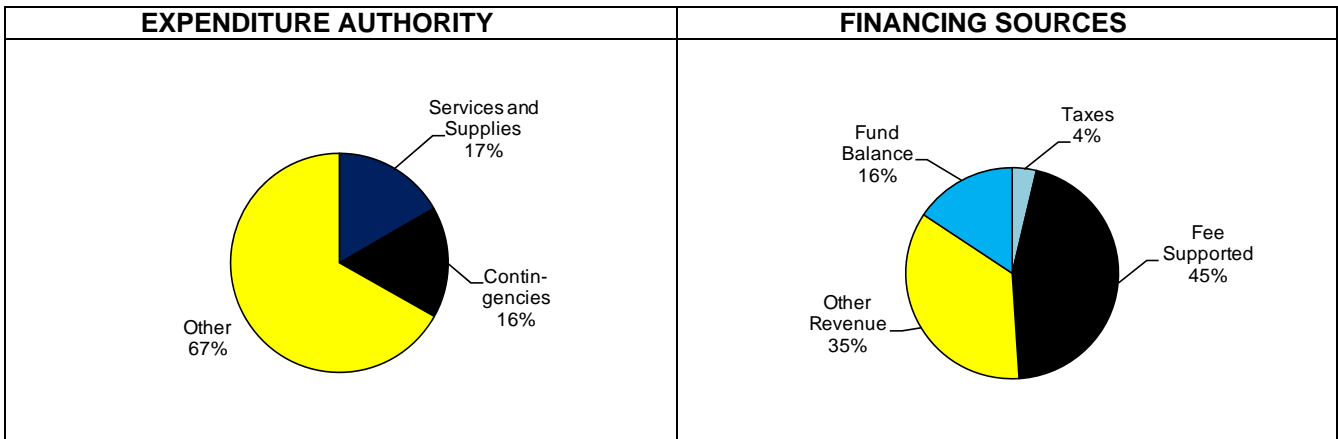 EXPENDITURE AUTHORITY
Services and
Supplies
17%
Contin-
gencies
16%
Other
67%
FINANCING SOURCES
Taxes
4%
Fund
Balance
16%
Fee
Supported
45%
Other
Revenue
35%